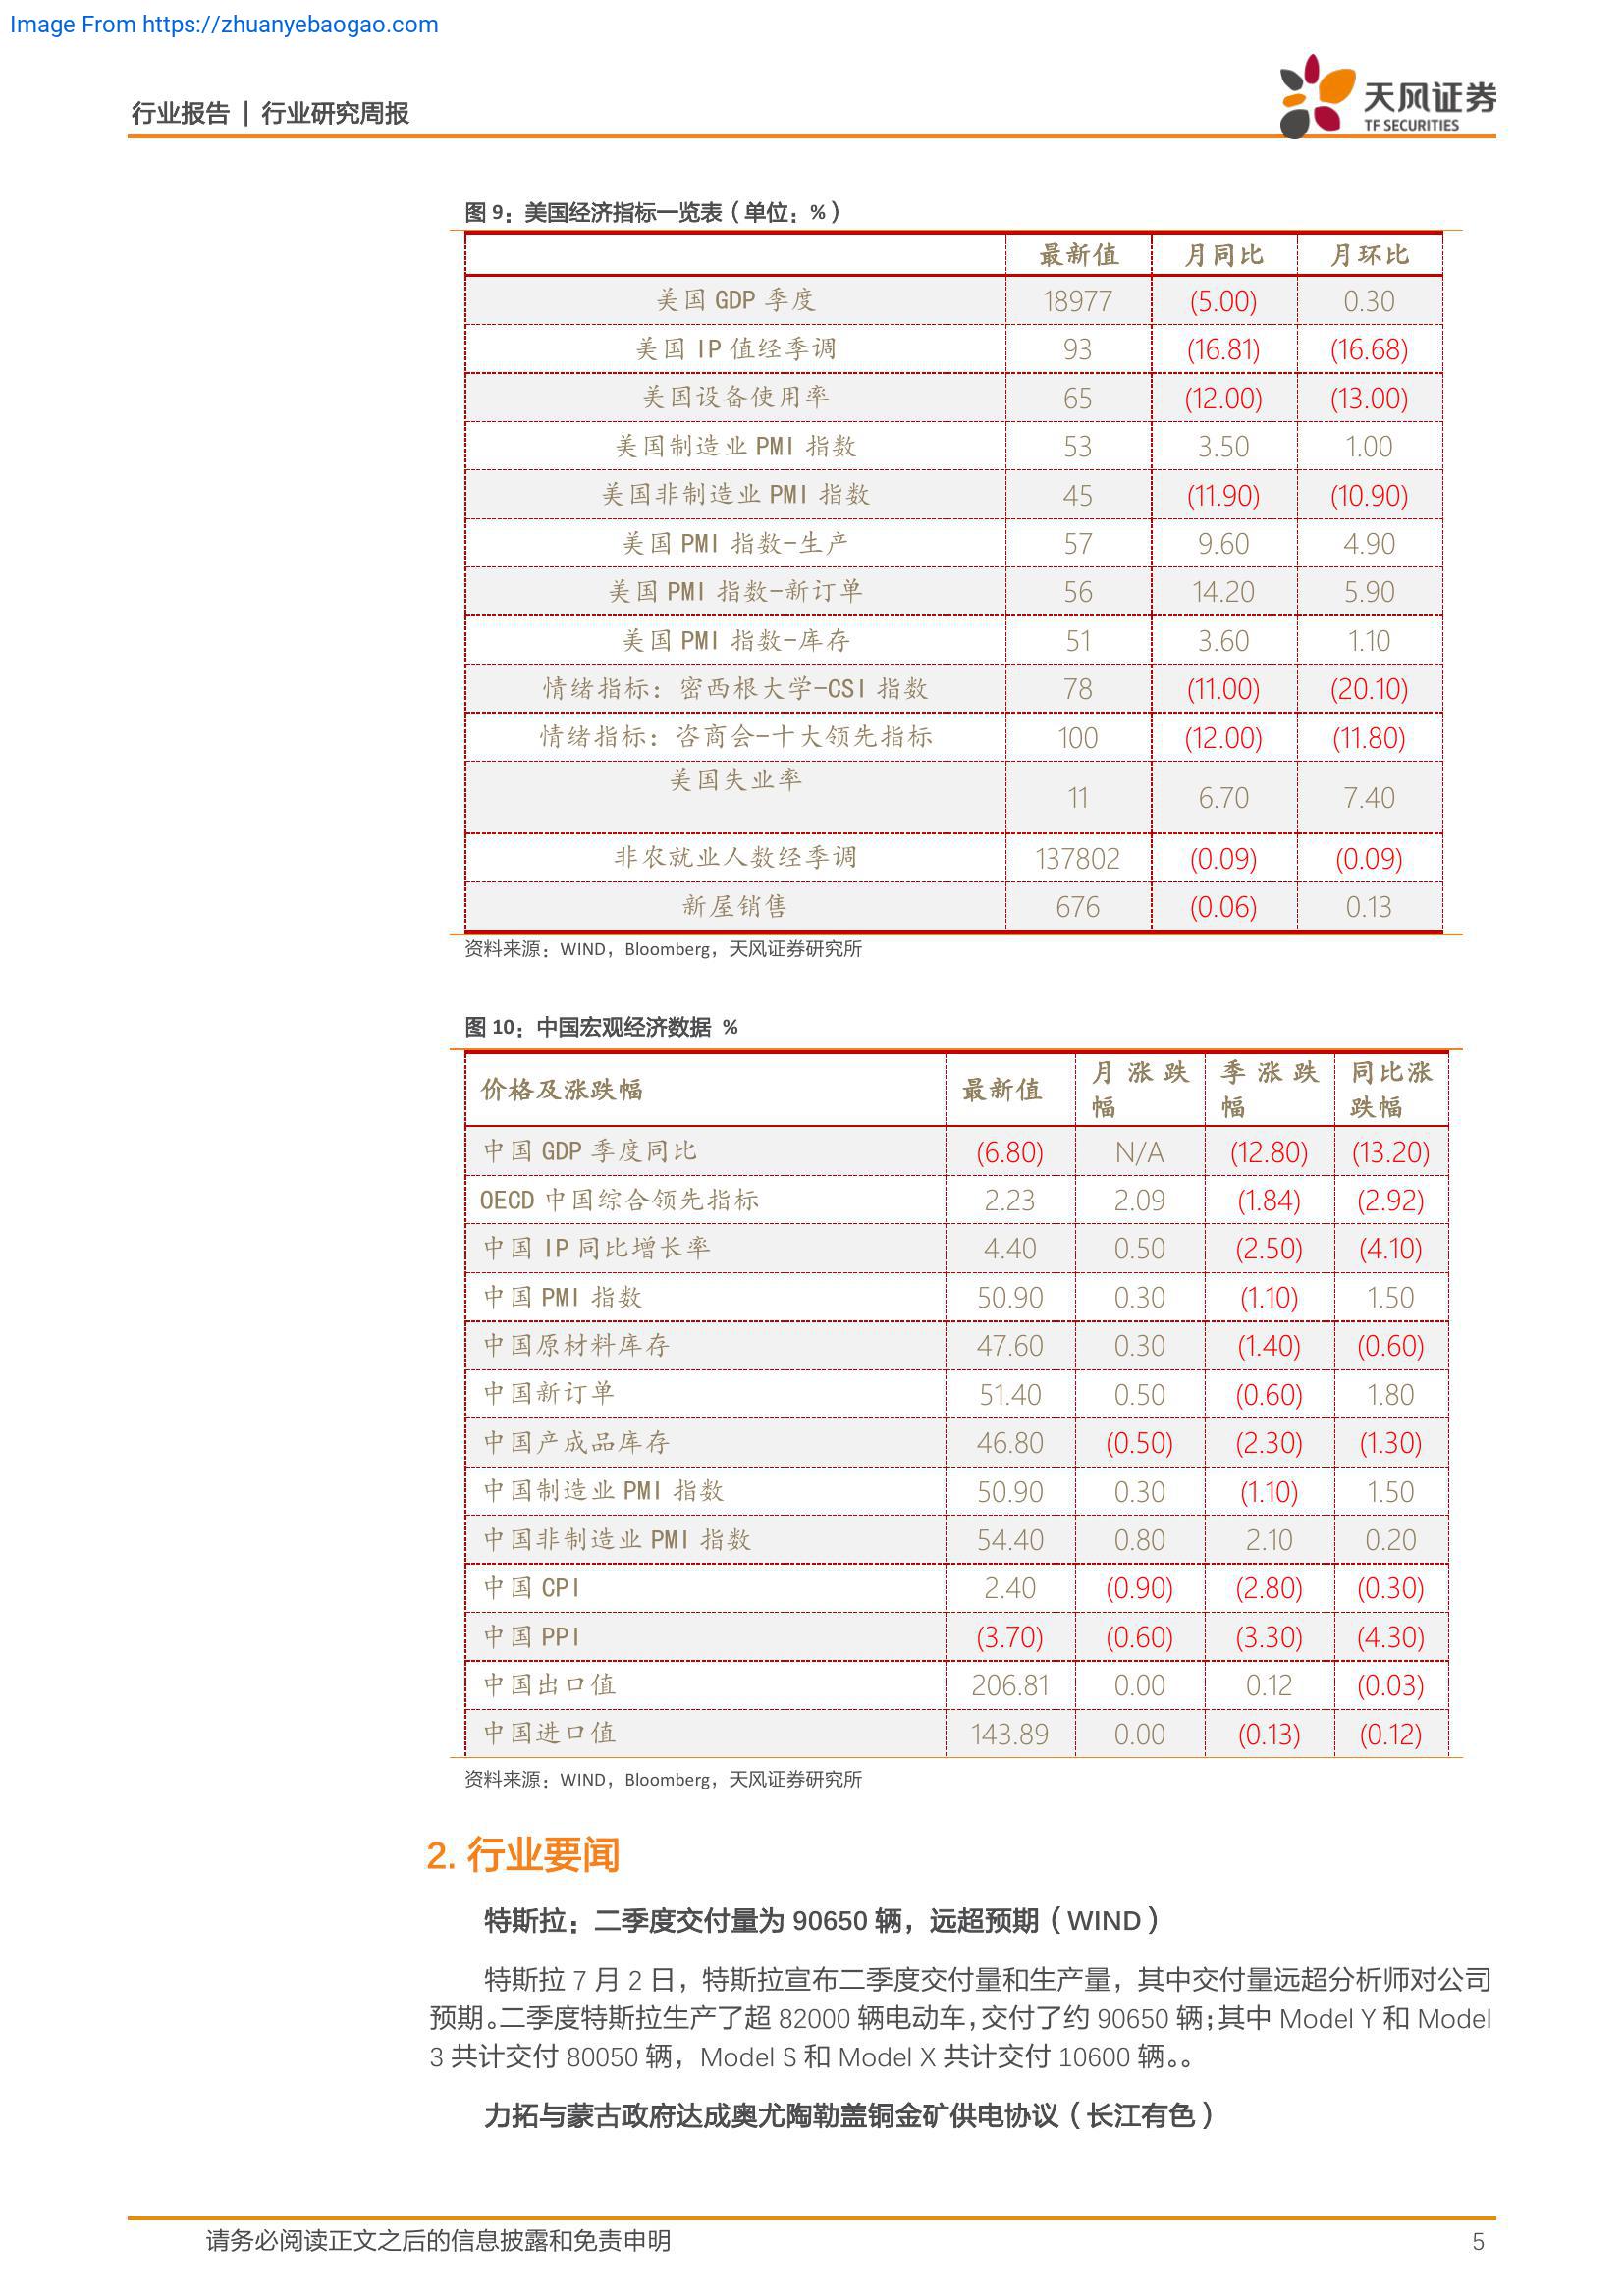 Image From https://zhuanyebaogao.com
行业报告 | 行业研究周报
天风证券
TF SECURITIES
图 9：美国经济指标一览表（单位：%）
最新值 月同比 月环比
美国 GDP 季度 18977 (5.00) 0.30
美国 IP 值经季调 93 (16.81) (16.68)
美国设备使用率 65 (12.00) (13.00)
美国制造业 PMI 指数 53 3.50 1.00
美国非制造业 PMI 指数 45 (11.90) (10.90)
美国 PMI 指数-生产 57 9.60 4.90
美国 PMI 指数-新订单 56 14.20 5.90
美国 PMI 指数-库存 51 3.60 1.10
情绪指标：密西根大学-CSI 指数 78 (11.00) (20.10)
情绪指标：咨商会-十大领先指标 100 (12.00) (11.80)
美国失业率 11 6.70 7.40
非农就业人数经季调 137802 (0.09) (0.09)
新屋销售 676 (0.06) 0.13
资料来源：WIND，Bloomberg，天风证券研究所
图 10：中国宏观经济数据 %
价格及涨跌幅 最新值 月涨跌幅 季涨跌幅 同比涨跌幅
中国 GDP 季度同比 (6.80) N/A (12.80) (13.20)
OECD 中国综合领先指标 2.23 2.09 (1.84) (2.92)
中国 IP 同比增长率 4.40 0.50 (2.50) (4.10)
中国 PMI 指数 50.90 0.30 (1.10) 1.50
中国原材料库存 47.60 0.30 (1.40) (0.60)
中国新订单 51.40 0.50 (0.60) 1.80
中国产成品库存 46.80 (0.50) (2.30) (1.30)
中国制造业 PMI 指数 50.90 0.30 (1.10) 1.50
中国非制造业 PMI 指数 54.40 0.80 2.10 0.20
中国 CPI 2.40 (0.90) (2.80) (0.30)
中国 PPI (3.70) (0.60) (3.30) (4.30)
中国出口值 206.81 0.00 0.12 (0.03)
中国进口值 143.89 0.00 (0.13) (0.12)
资料来源：WIND，Bloomberg，天风证券研究所
2. 行业要闻
特斯拉：二季度交付量为 90650 辆，远超预期（WIND）
特斯拉 7 月 2 日，特斯拉宣布二季度交付量和生产量，其中交付量远超分析师对公司
预期。二季度特斯拉生产了超 82000 辆电动车，交付了约 90650 辆；其中 Model Y 和 Model
3 共计交付 80050 辆，Model S 和 Model X 共计交付 10600 辆。。
力拓与蒙古政府达成奥尤陶勒盖铜金矿供电协议（长江有色）
请务必阅读正文之后的信息披露和免责申明 5